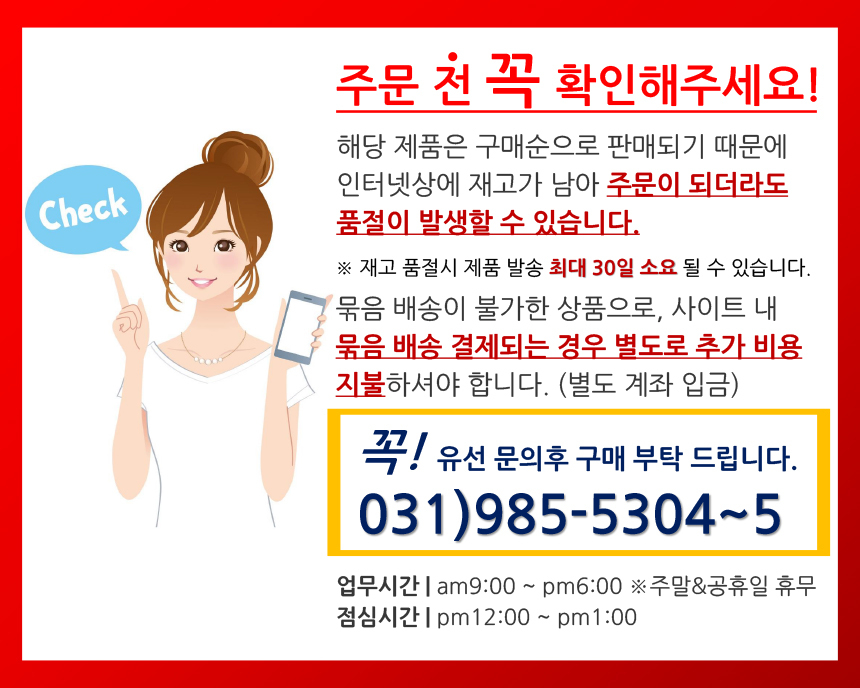 주문 전 꼭 확인해주세요!
Check
해당 제품은 구매순으로 판매되기 때문에
인터넷상에 재고가 남아 주문이 되더라도
품절이 발생할 수 있습니다.
※ 재고 품절시 제품 발송 최대 30일 소요 될 수 있습니다.
묶음 배송이 불가한 상품으로, 사이트 내
묶음 배송 결제되는 경우 별도로 추가 비용
지불하셔야 합니다. (별도 계좌 입금)
꼭! 유선 문의후 구매 부탁 드립니다.
031)985-5304~5
업무시간 | am9:00 ~ pm6:00 ※주말&공휴일 휴무
점심시간 | pm12:00 ~ pm1:00